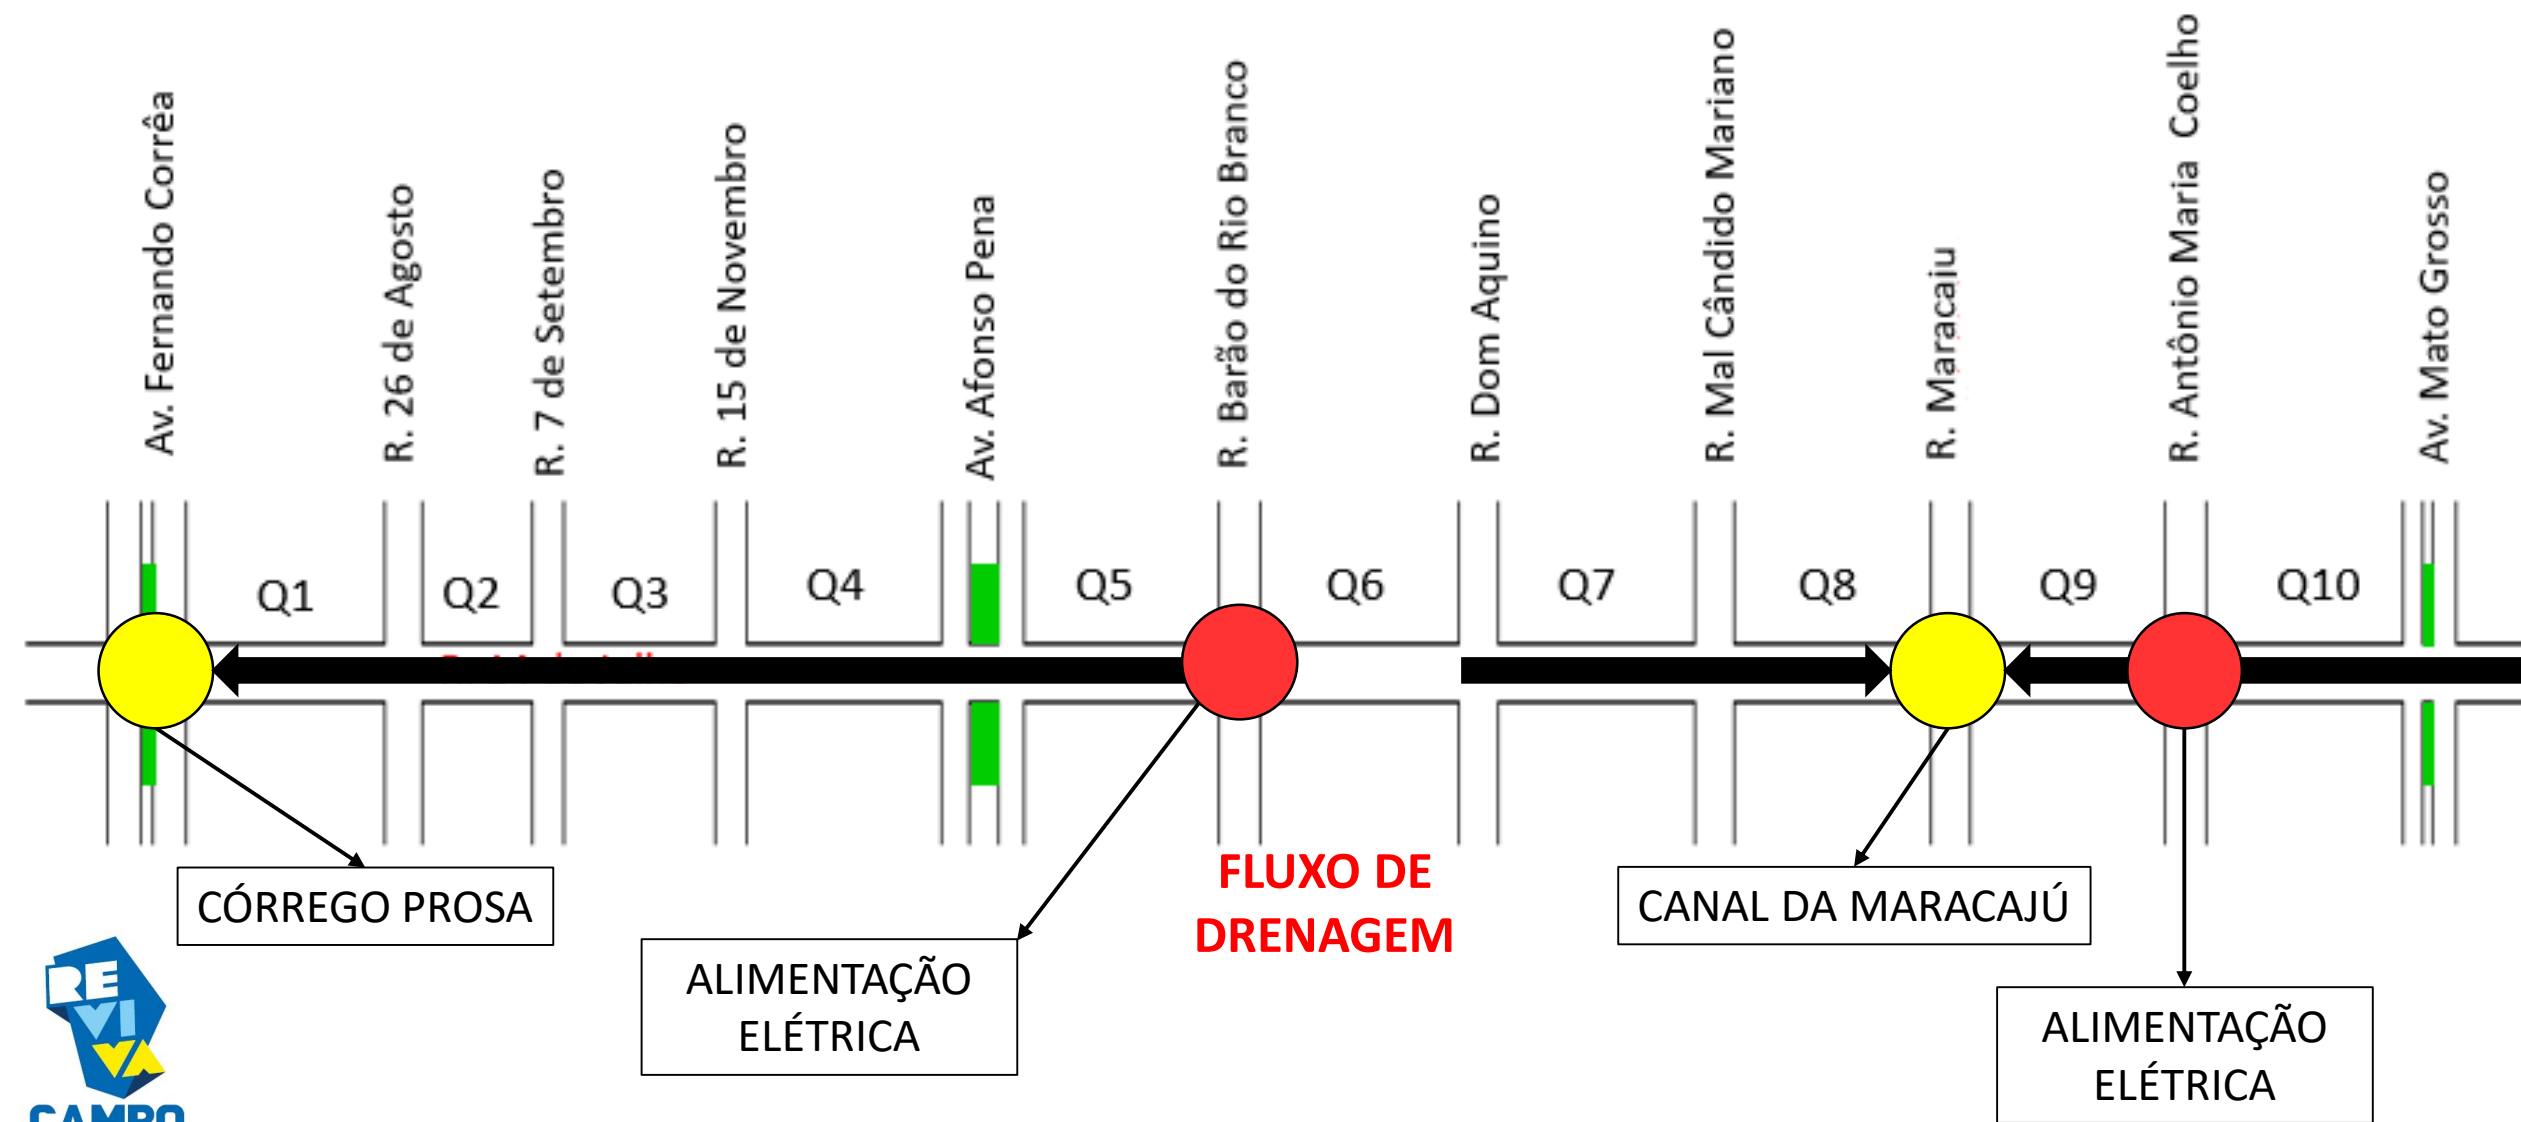 Av. Fernando Corrêa
R. 26 de Agosto
R. 7 de Setembro
R. 15 de Novembro
Av. Afonso Pena
R. Barão do Rio Branco
R. Dom Aquino
R. Mal Cândido Mariano
R. Maracaju
R. Antônio Maria Coelho
Av. Mato Grosso
Q1
Q2
Q3
Q4
Q5
Q6
Q7
Q8
Q9
Q10
CÓRREGO PROSA
ALIMENTAÇÃO
ELÉTRICA
FLUXO DE
DRENAGEM
CANAL DA MARACAJÚ
ALIMENTAÇÃO
ELÉTRICA
RE
VI
VA
CAMPO